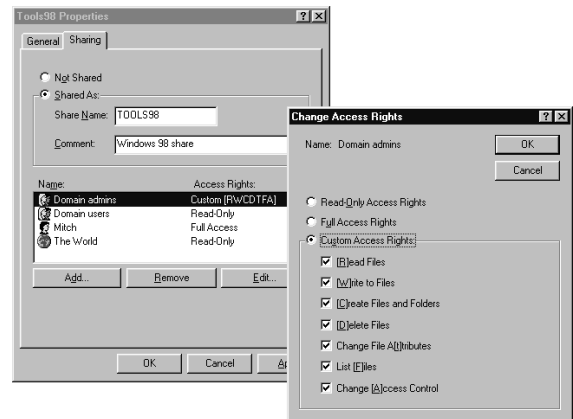 Tools98 Properties
General Sharing
Not Shared
Shared As:
Share Name: TOOLS98
Comment: Windows 98 share
Name: Access Rights:
Domain admins Custom [RWCDTFA]
Domain users Read-Only
Mitch Full Access
The World Read-Only
Add... Remove Edit...
OK Cancel
Change Access Rights
Name: Domain admins
OK
Cancel
Read-Only Access Rights
Full Access Rights
Custom Access Rights:
[R]ead Files
[W]rite to Files
[C]reate Files and Folders
[D]elete Files
Change File A[t]tributes
List [F]iles
Change [A]ccess Control